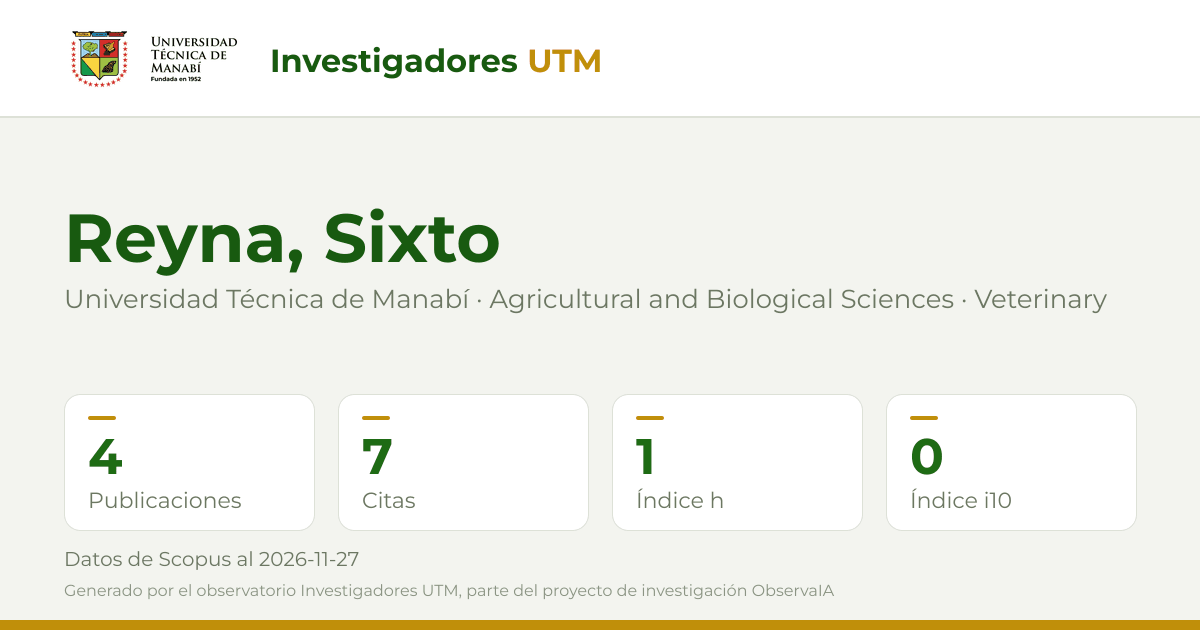 UNIVERSIDAD
TÉCNICA DE
MANABÍ
Fundada en 1952
Investigadores UTM
Reyna, Sixto
Universidad Técnica de Manabí · Agricultural and Biological Sciences · Veterinary
4
Publicaciones
7
Citas
1
Índice h
0
Índice i10
Datos de Scopus al 2026-11-27
Generado por el observatorio Investigadores UTM, parte del proyecto de investigación ObservaIA